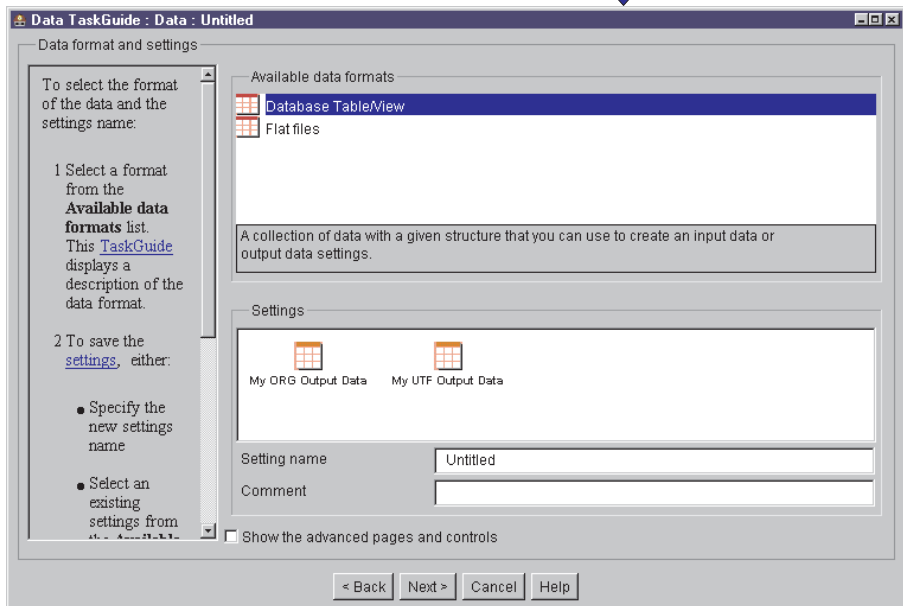 Data TaskGuide : Data : Untitled
Data format and settings
To select the format
of the data and the
settings name:
1 Select a format
from the
Available data
formats list.
This TaskGuide
displays a
description of the
data format.
2 To save the
settings, either:
● Specify the
new settings
name
● Select an
existing
settings from
the Available
Available data formats
Database Table/View
Flat files
A collection of data with a given structure that you can use to create an input data or
output data settings.
Settings
My ORG Output Data
My UTF Output Data
Setting name
Untitled
Comment
Show the advanced pages and controls
< Back
Next >
Cancel
Help